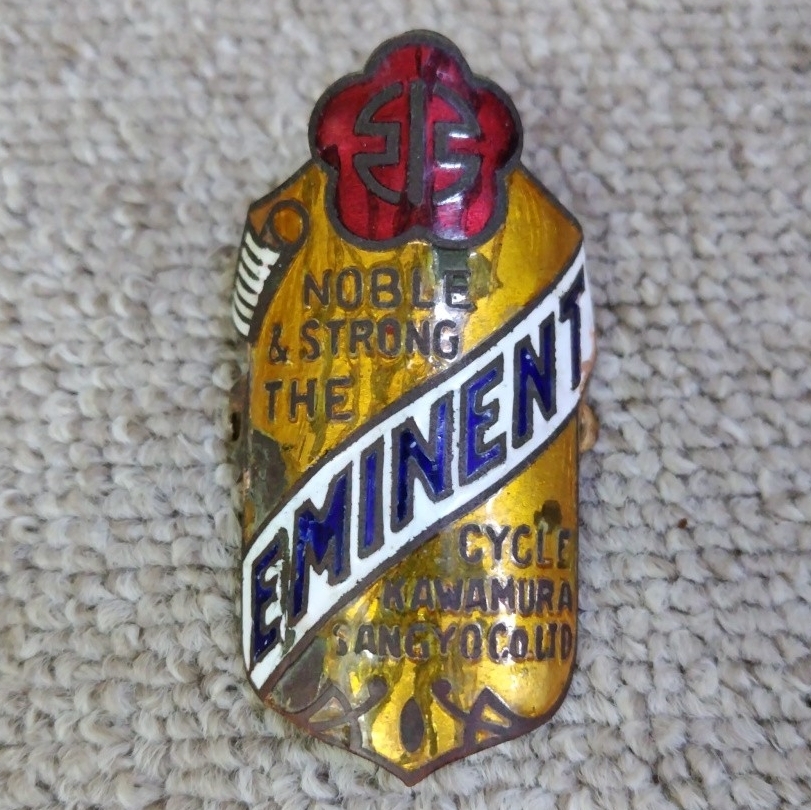 NOBLE
& STRONG
THE
EMINENT
CYCLE
KAWAMURA
SANGYO CO.LTD